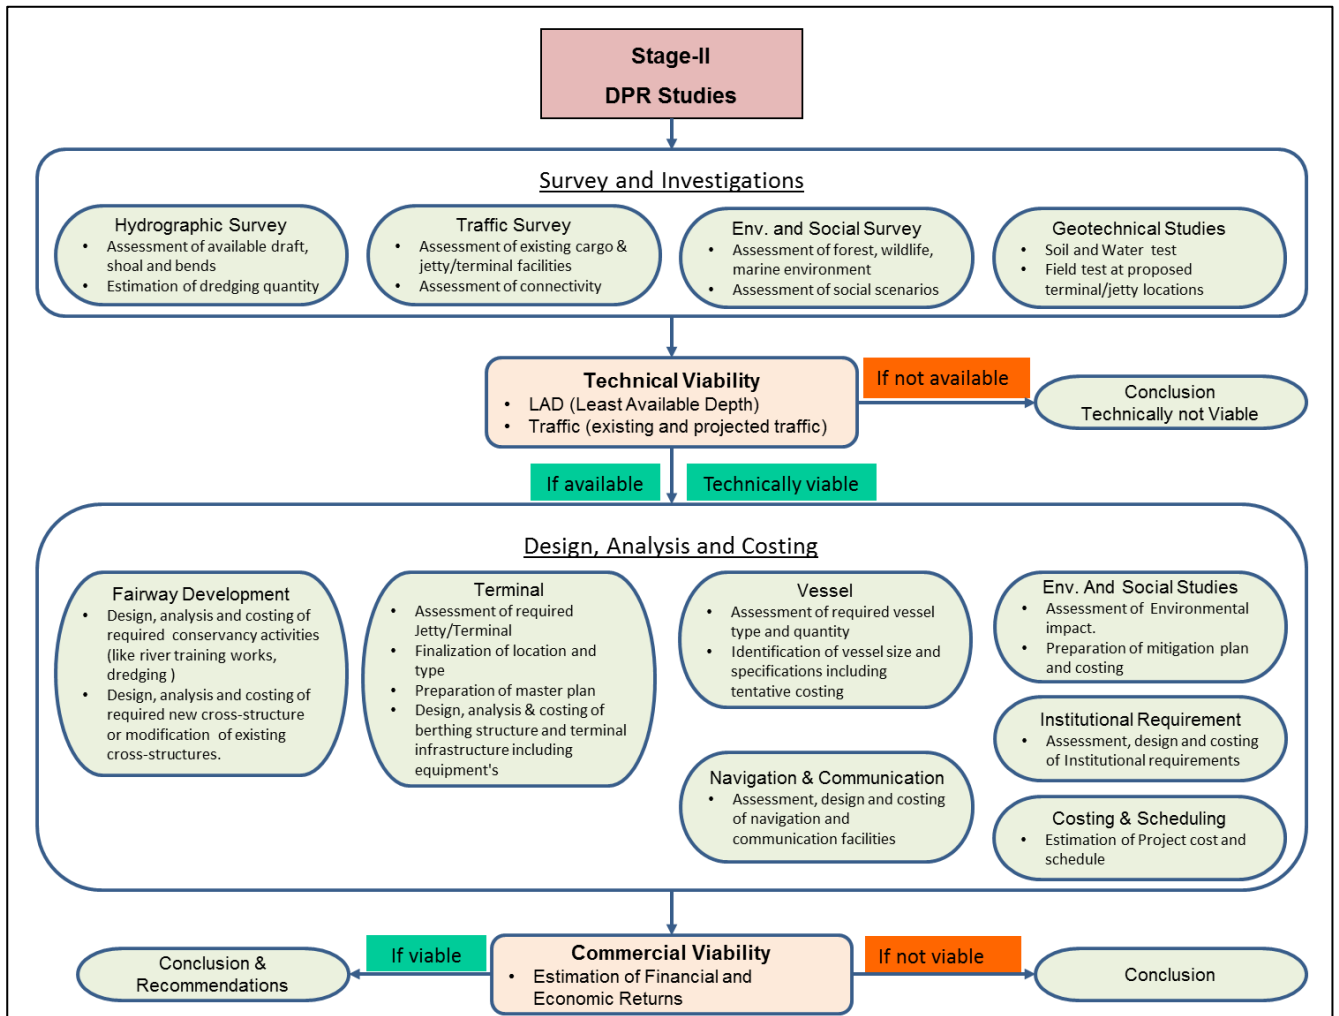 Stage-II
DPR Studies
Survey and Investigations
Hydrographic Survey
• Assessment of available draft,
shoal and bends
• Estimation of dredging quantity
Traffic Survey
• Assessment of existing cargo &
• jetty/terminal facilities
• Assessment of connectivity
Env. and Social Survey
• Assessment of forest, wildlife,
marine environment
• Assessment of social scenarios
Geotechnical Studies
• Soil and Water test
• Field test at proposed
terminal/jetty locations
Technical Viability
• LAD (Least Available Depth)
• Traffic (existing and projected traffic)
If not available
Conclusion
Technically not Viable
If available
Technically viable
Design, Analysis and Costing
Fairway Development
• Design, analysis and costing of
required conservancy activities
(like river training works,
dredging )
• Design, analysis and costing of
required new cross-structure
or modification of existing
cross-structures.
Terminal
• Assessment of required
Jetty/Terminal
• Finalization of location and
type
• Preparation of master plan
• Design, analysis & costing of
berthing structure and terminal
infrastructure including
equipment's
Vessel
• Assessment of required vessel
type and quantity
• Identification of vessel size and
specifications including
tentative costing
Navigation & Communication
• Assessment, design and costing
of navigation and
communication facilities
Env. And Social Studies
• Assessment of Environmental
impact.
• Preparation of mitigation plan
and costing
Institutional Requirement
• Assessment, design and costing
of Institutional requirements
Costing & Scheduling
• Estimation of Project cost and
schedule
Commercial Viability
• Estimation of Financial and
Economic Returns
If viable
Conclusion &
Recommendations
If not viable
Conclusion